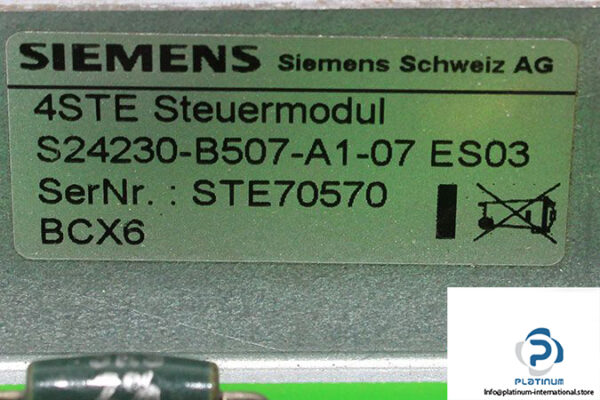 SIEMENS Siemens Schweiz AG
4STE Steuermodul
S24230-B507-A1-07 ES03
SerNr. : STE70570
BCX6
PLATINUM
Info@platinum-international.store